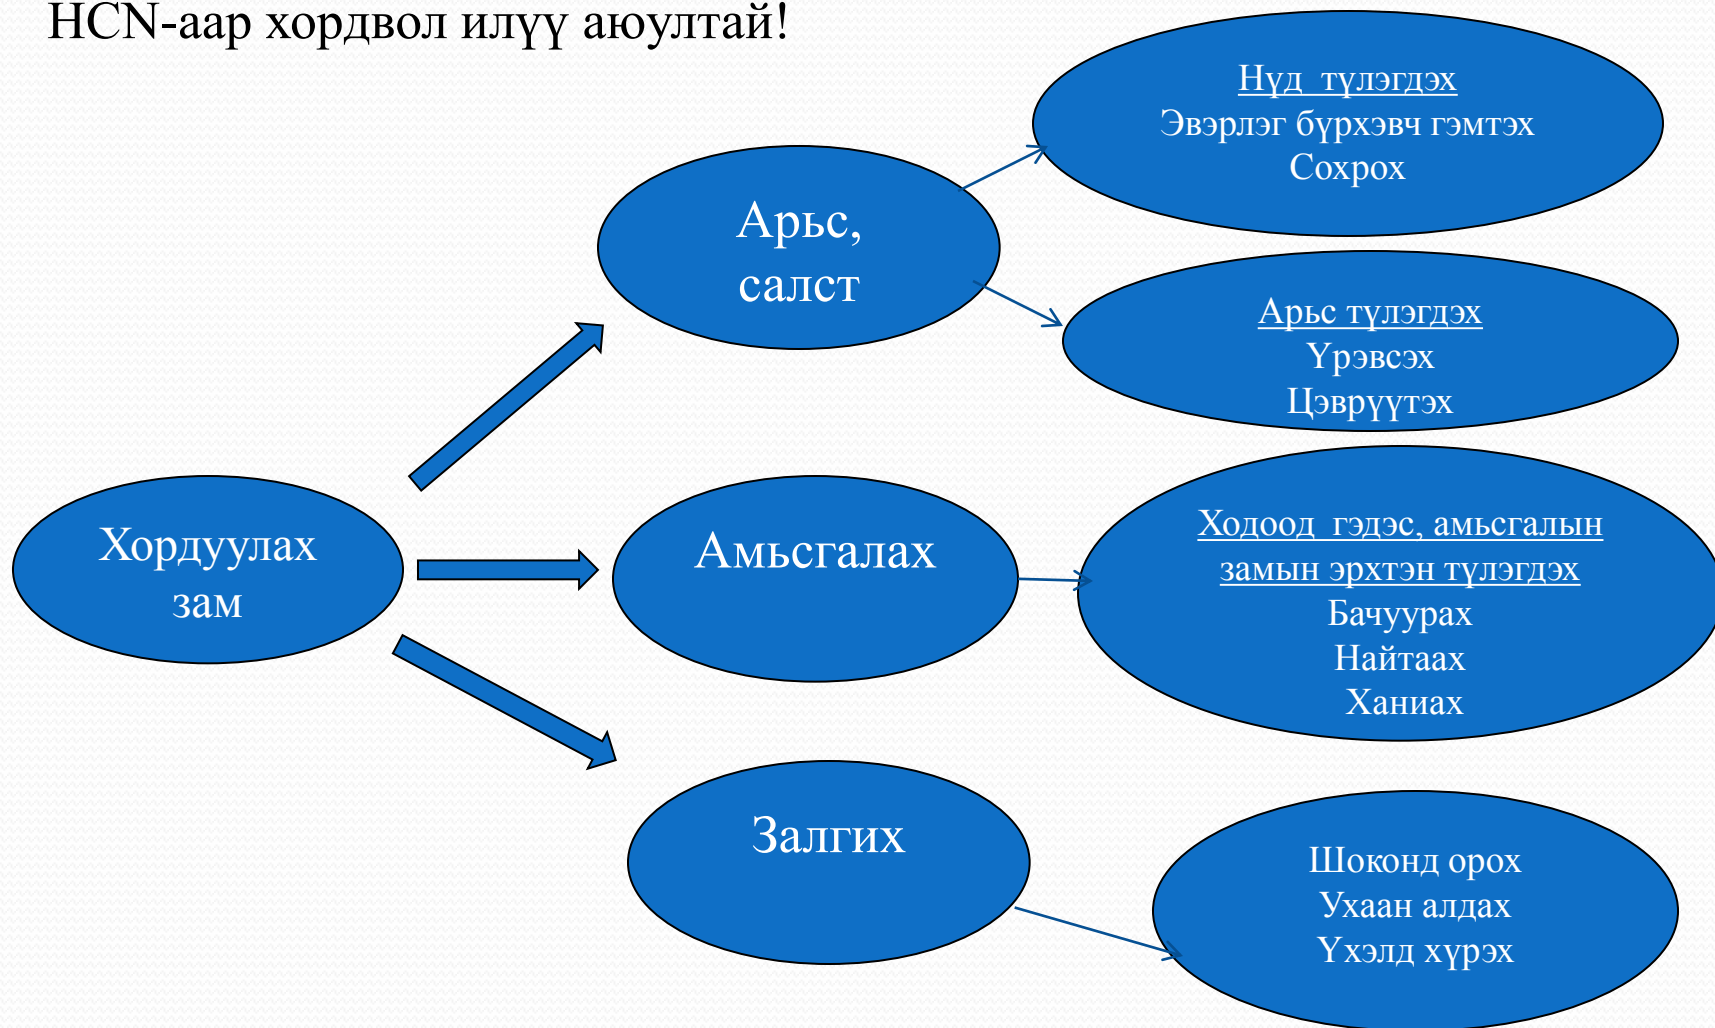 HCN-аар хордвол илүү аюултай!
Нүд түлэгдэх
Эвэрлэг бүрхэвч гэмтэх
Сохрох
Арьс,
салст
Арьс түлэгдэх
Үрэвсэх
Цэврүүтэх
Хордуулах
зам
Амьсгалах
Ходоод гэдэс, амьсгалын
замын эрхтэн түлэгдэх
Бачуурах
Найтаах
Ханиах
Залгих
Шоконд орох
Ухаан алдах
Үхэлд хүрэх